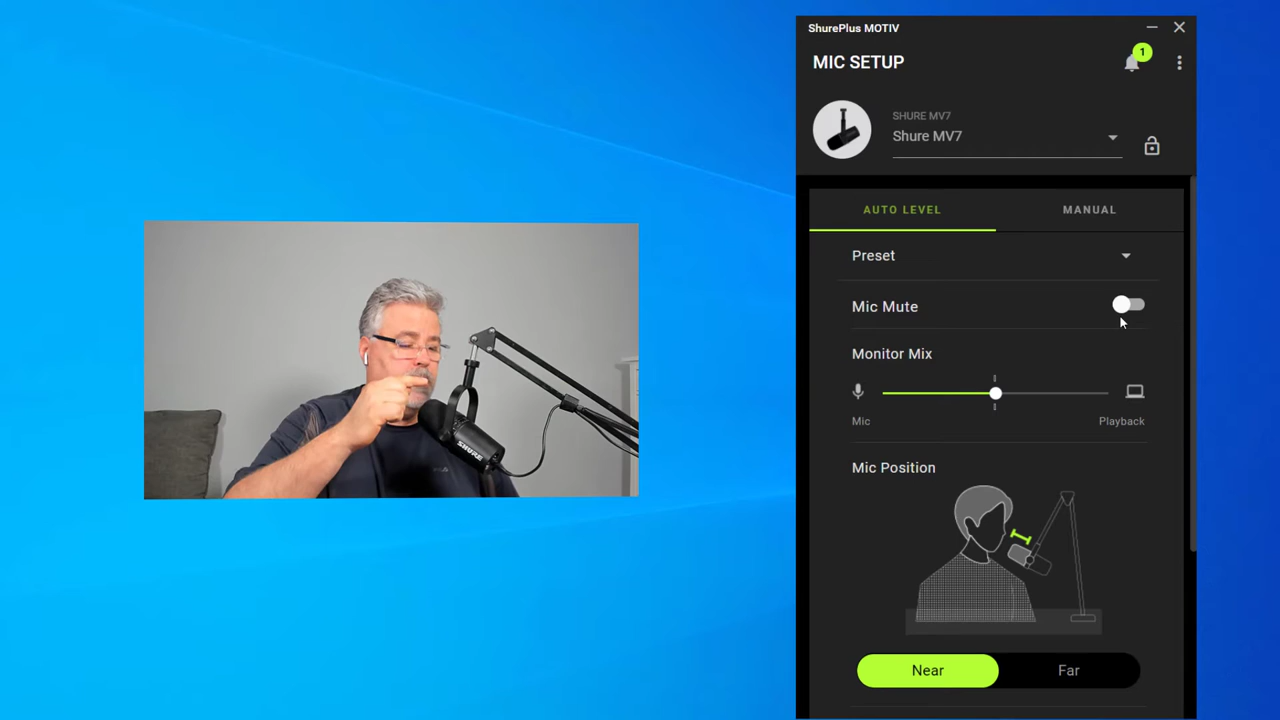 ShurePlus MOTIV
MIC SETUP
1
SHURE MV7
Shure MV7
AUTO LEVEL
MANUAL
Preset
Mic Mute
Monitor Mix
Mic
Playback
Mic Position
Near
Far
SHURE